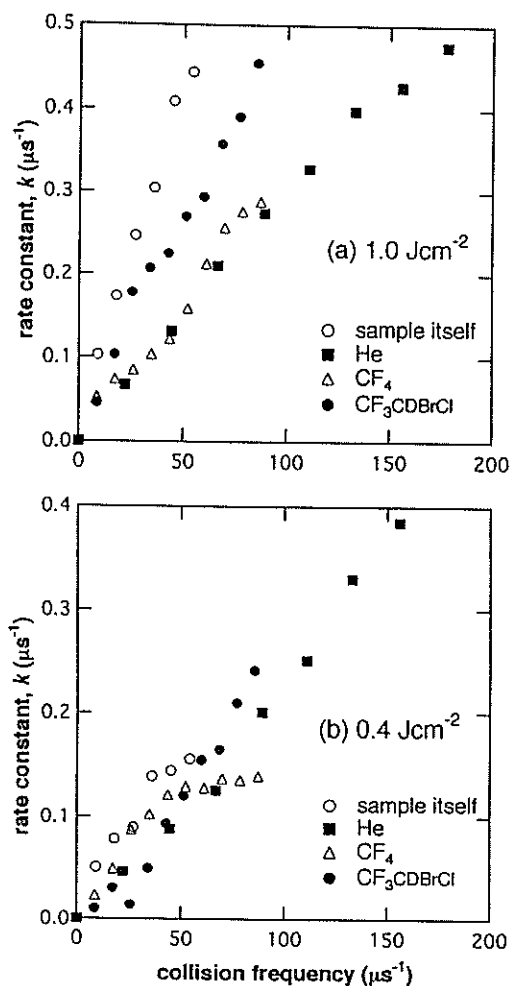 0.5
0.4
0.3
0.2
0.1
0.0
rate constant, k (μs⁻¹)
(a) 1.0 Jcm⁻²
sample itself
He
CF₄
CF₃CDBrCl
0
50
100
150
200
0.4
0.3
0.2
0.1
0.0
rate constant, k (μs⁻¹)
(b) 0.4 Jcm⁻²
sample itself
He
CF₄
CF₃CDBrCl
0
50
100
150
200
collision frequency (μs⁻¹)